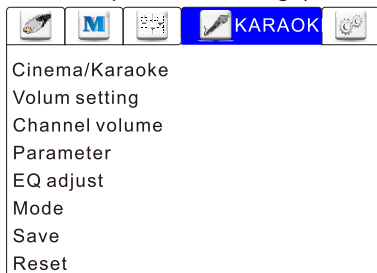 M
KARAOK
Cinema/Karaoke
Volum setting
Channel volume
Parameter
EQ adjust
Mode
Save
Reset